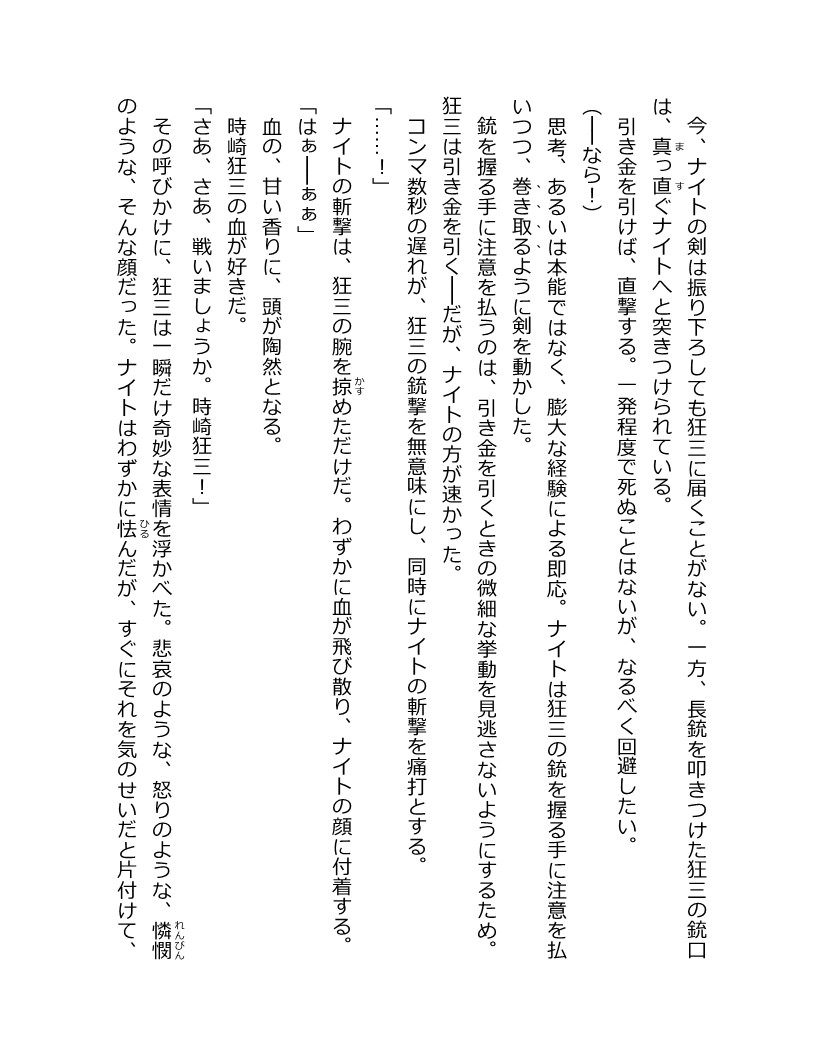 今、ナイトの剣は振り下ろしても狂三に届くことがない。一方、長銃を叩きつけた狂三の銃口
は、真っ直ぐナイトへと突きつけられている。
引き金を引けば、直撃する。一発程度で死ぬことはないが、なるべく回避したい。
（――なら！）
思考、あるいは本能ではなく、膨大な経験による即応。ナイトは狂三の銃を握る手に注意を払
いつつ、巻き取るように剣を動かした。
銃を握る手に注意を払うのは、引き金を引くときの微細な挙動を見逃さないようにするため。
狂三は引き金を引く――だが、ナイトの方が速かった。
コンマ数秒の遅れが、狂三の銃撃を無意味にし、同時にナイトの斬撃を痛打とする。
「……！」
ナイトの斬撃は、狂三の腕を掠めただけだ。わずかに血が飛び散り、ナイトの顔に付着する。
「はぁ――ぁぁ」
血の、甘い香りに、頭が陶然となる。
時崎狂三の血が好きだ。
「さあ、さあ、戦いましょうか。時崎狂三！」
その呼びかけに、狂三は一瞬だけ奇妙な表情を浮かべた。悲哀のような、怒りのような、憐憫
のような、そんな顔だった。ナイトはわずかに怯んだが、すぐにそれを気のせいだと片付けて、